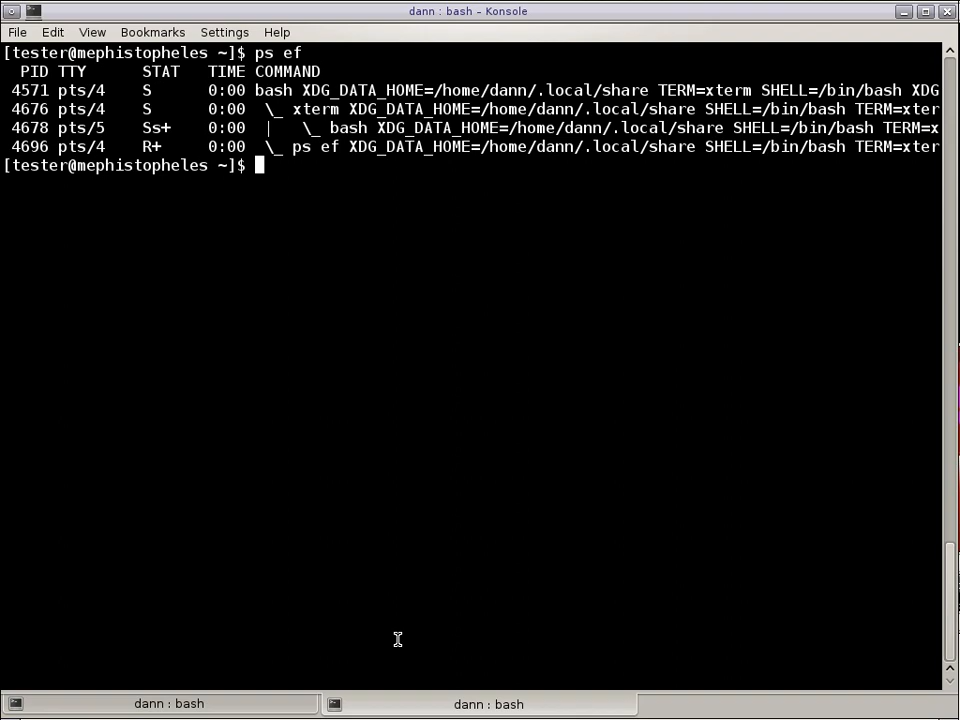 dann : bash - Konsole
File Edit View Bookmarks Settings Help
[tester@mephistopheles ~]$ ps ef
  PID TTY      STAT   TIME COMMAND
 4571 pts/4    S      0:00 bash XDG_DATA_HOME=/home/dann/.local/share TERM=xterm SHELL=/bin/bash XDG
 4676 pts/4    S      0:00  \_ xterm XDG_DATA_HOME=/home/dann/.local/share SHELL=/bin/bash TERM=xter
 4678 pts/5    Ss+    0:00  |   \_ bash XDG_DATA_HOME=/home/dann/.local/share SHELL=/bin/bash TERM=x
 4696 pts/4    R+     0:00  \_ ps ef XDG_DATA_HOME=/home/dann/.local/share SHELL=/bin/bash TERM=xter
[tester@mephistopheles ~]$
dann : bash dann : bash